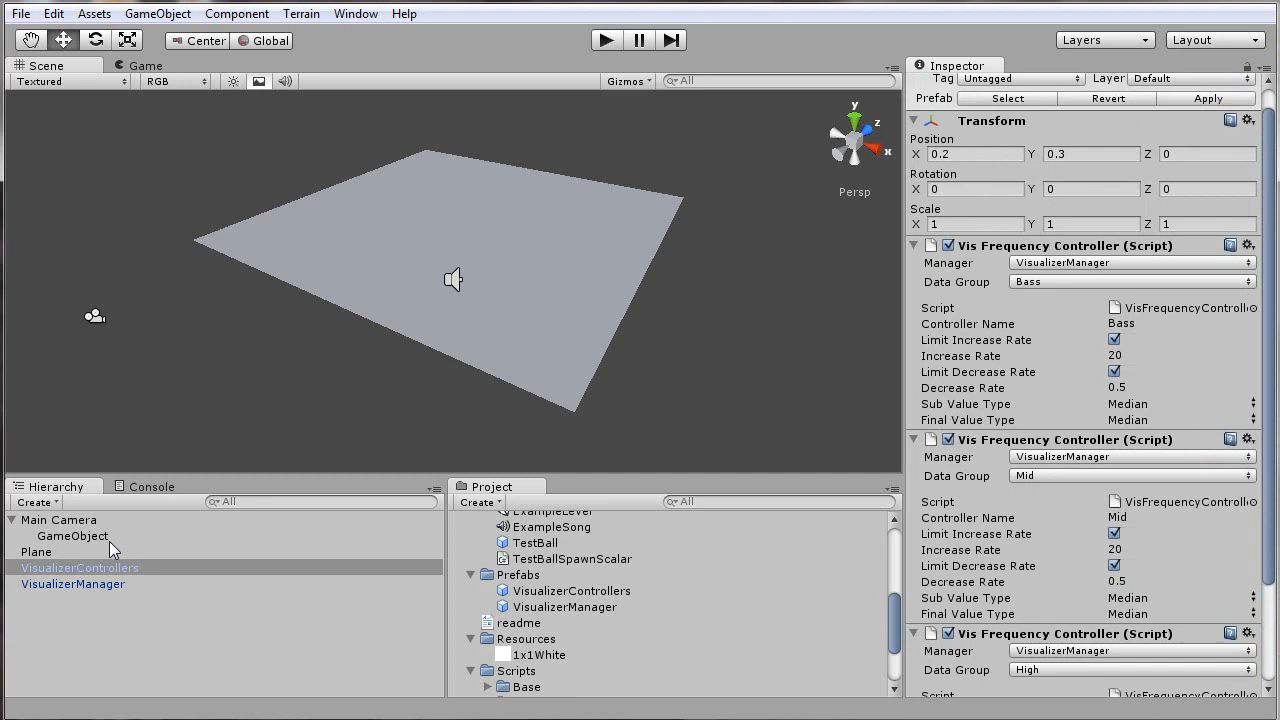 File Edit Assets GameObject Component Terrain Window Help
Center Global Layers Layout
Scene Game Inspector
Textured RGB Gizmos All
Tag Untagged Layer Default
Prefab Select Revert Apply
y
z
x
Persp
Transform
Position
X 0.2 Y 0.3 Z 0
Rotation
X 0 Y 0 Z 0
Scale
X 1 Y 1 Z 1
Vis Frequency Controller (Script)
Manager VisualizerManager
Data Group Bass
Script VisFrequencyControll
Controller Name Bass
Limit Increase Rate
Increase Rate 20
Limit Decrease Rate
Decrease Rate 0.5
Sub Value Type Median
Final Value Type Median
Vis Frequency Controller (Script)
Manager VisualizerManager
Data Group Mid
Script VisFrequencyControll
Controller Name Mid
Limit Increase Rate
Increase Rate 20
Limit Decrease Rate
Decrease Rate 0.5
Sub Value Type Median
Final Value Type Median
Vis Frequency Controller (Script)
Manager VisualizerManager
Data Group High
Script VisFrequencyControll
Hierarchy Console
Create All
Main Camera
GameObject
Plane
VisualizerControllers
VisualizerManager
Project
Create All
ExampleLevel
ExampleSong
TestBall
TestBallSpawnScalar
Prefabs
VisualizerControllers
VisualizerManager
readme
Resources
1x1White
Scripts
Base